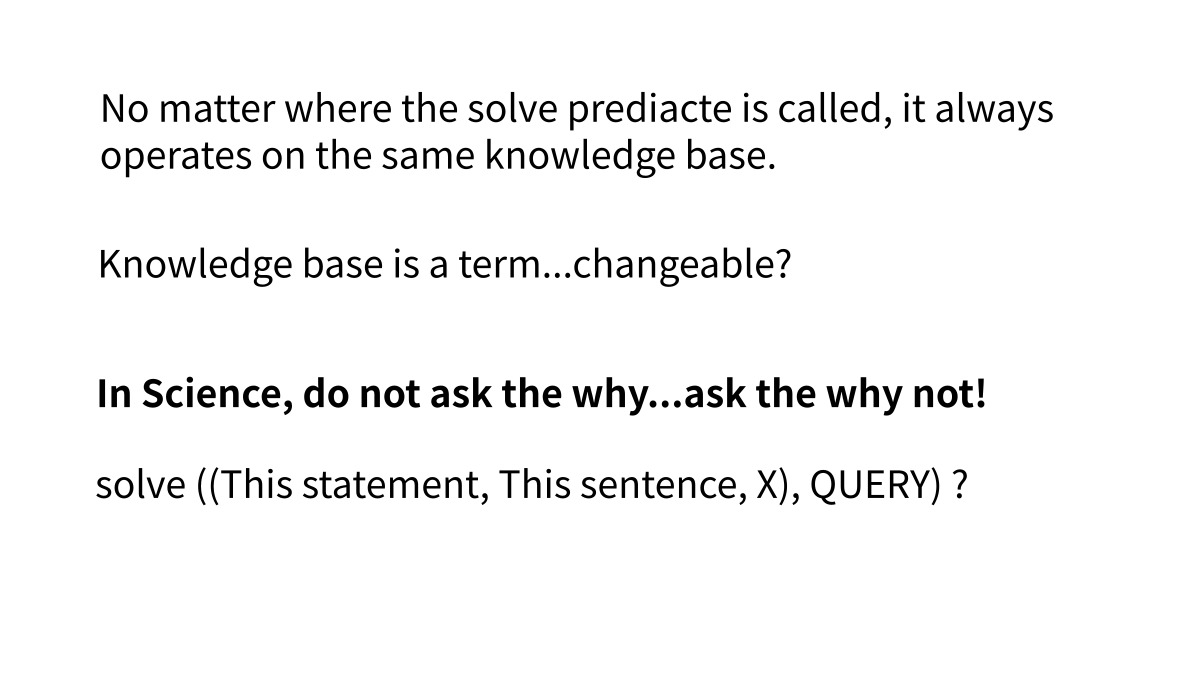 No matter where the solve prediacte is called, it always
operates on the same knowledge base.
Knowledge base is a term...changeable?
In Science, do not ask the why...ask the why not!
solve ((This statement, This sentence, X), QUERY) ?